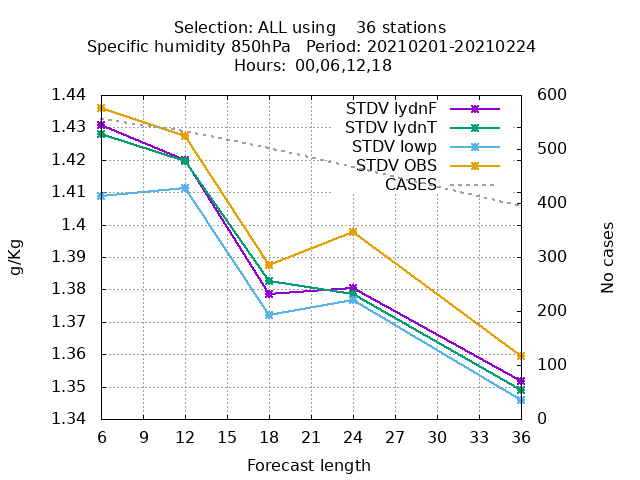 Selection: ALL using    36 stations
Specific humidity 850hPa   Period: 20210201-20210224
Hours: 00,06,12,18
STDV lydnF
STDV lydnT
STDV lowp
STDV OBS
CASES
1.44
1.43
1.42
1.41
1.4
1.39
1.38
1.37
1.36
1.35
1.34
g/Kg
600
500
400
300
200
100
0
No cases
6 9 12 15 18 21 24 27 30 33 36
Forecast length